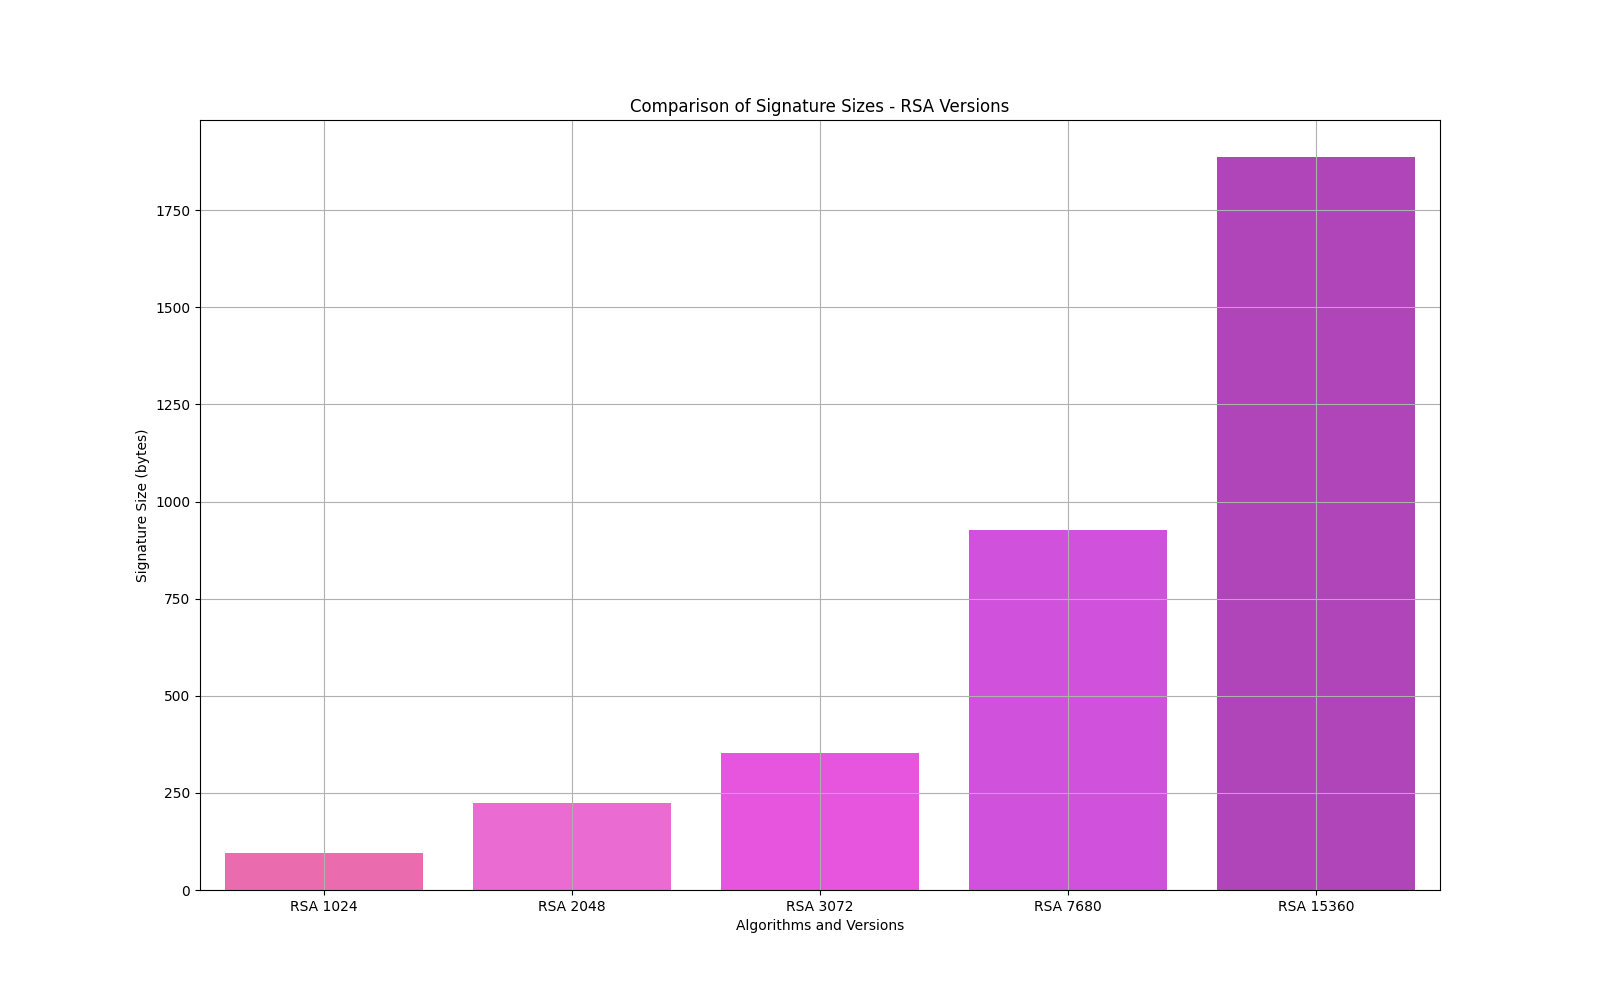 Comparison of Signature Sizes - RSA Versions
1750
1500
1250
1000
750
500
250
0
Signature Size (bytes)
RSA 1024
RSA 2048
RSA 3072
RSA 7680
RSA 15360
Algorithms and Versions